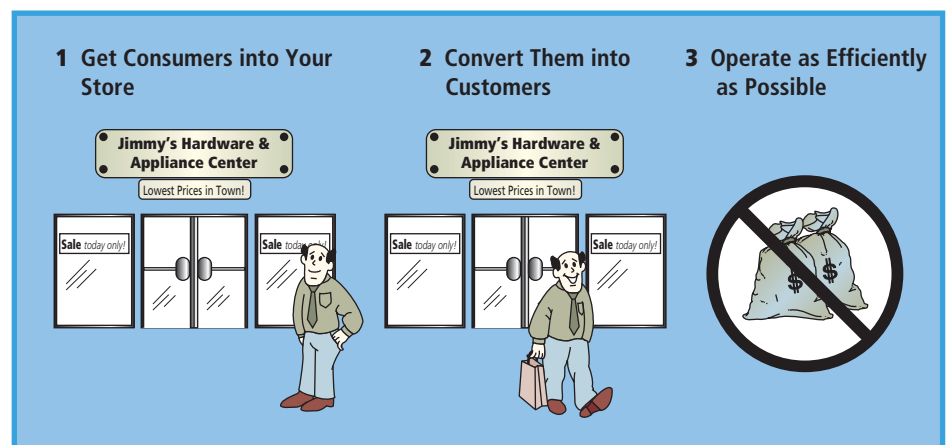 1 Get Consumers into Your
Store
2 Convert Them into
Customers
3 Operate as Efficiently
as Possible
Jimmy's Hardware &
Appliance Center
Lowest Prices in Town!
Sale today only!
Sale today only!
Jimmy's Hardware &
Appliance Center
Lowest Prices in Town!
Sale today only!
Sale today only!
$
$